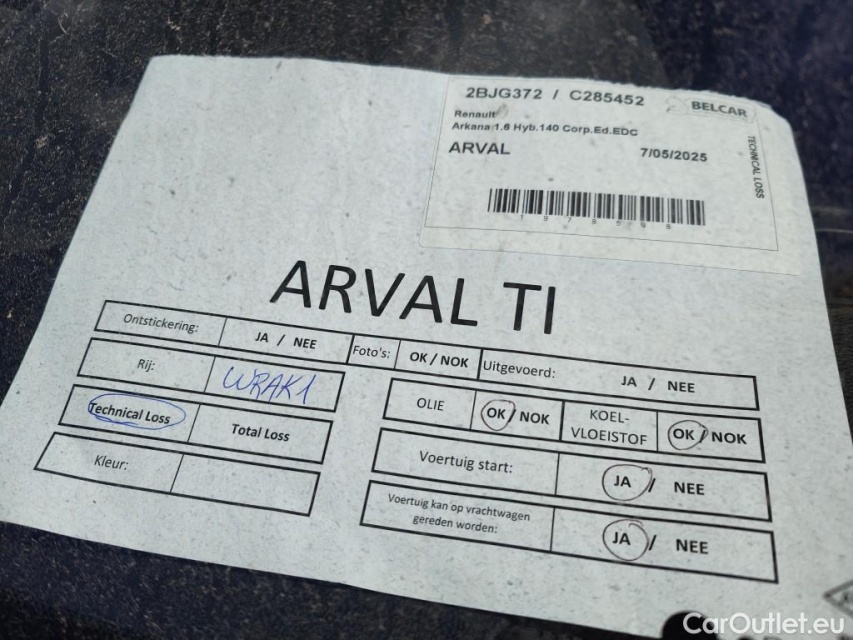 2BJG372 / C285452
BELCAR
Renault
Arkana 1.6 Hyb.140 Corp.Ed.EDC
ARVAL 7/05/2025
TECHNICAL LOSS
ARVAL TI
Ontstickering: JA / NEE Foto's: OK / NOK Uitgevoerd: JA / NEE
Rij: WRAK1
OLIE OK / NOK KOEL-VLOEISTOF OK / NOK
Technical Loss Total Loss
Voertuig start: JA / NEE
Kleur:
Voertuig kan op vrachtwagen
gereden worden: JA / NEE
CarOutlet.eu